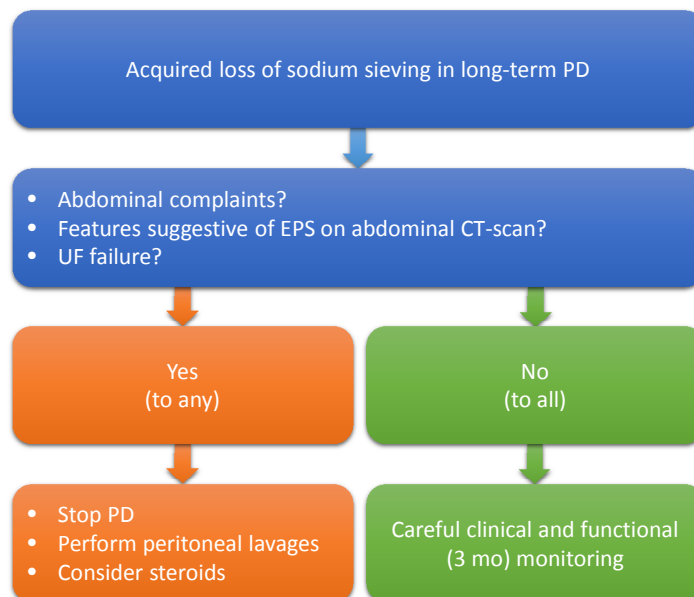 Acquired loss of sodium sieving in long-term PD
• Abdominal complaints?
• Features suggestive of EPS on abdominal CT-scan?
• UF failure?
Yes
(to any)
No
(to all)
• Stop PD
• Perform peritoneal lavages
• Consider steroids
Careful clinical and functional
(3 mo) monitoring